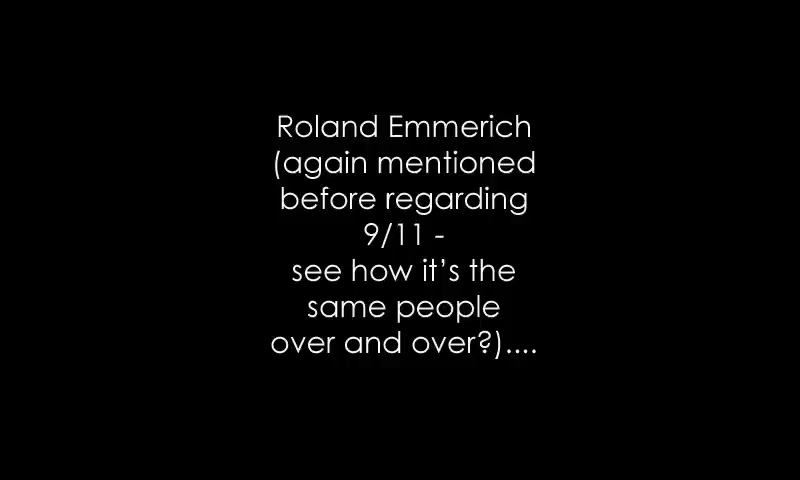 Roland Emmerich
(again mentioned
before regarding
9/11 -
see how it’s the
same people
over and over?)....